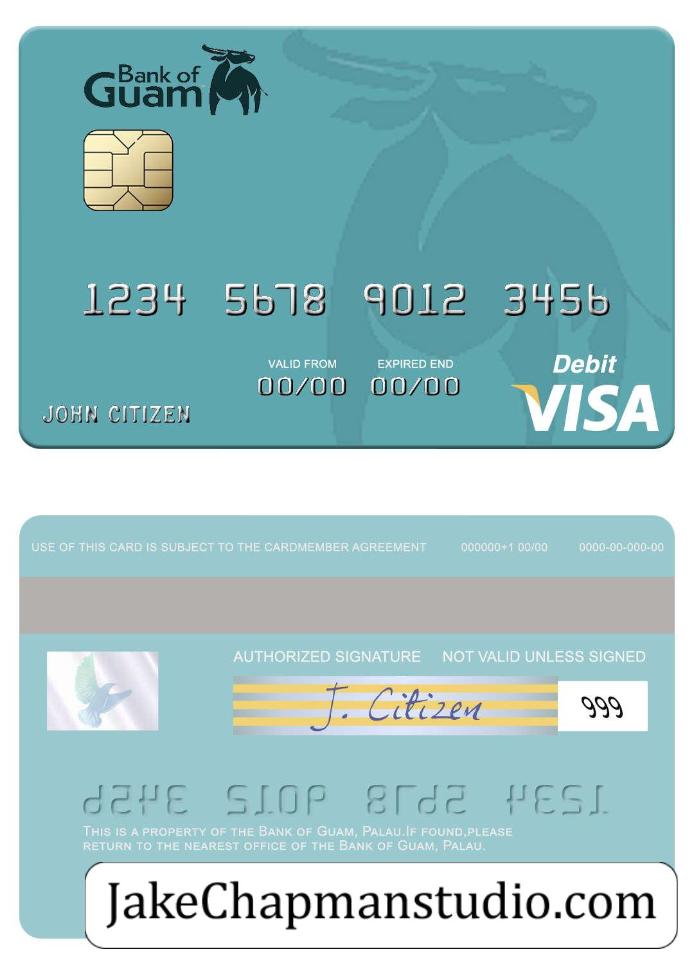 Bank of
Guam
1234 5678 9012 3456
VALID FROM EXPIRED END
00/00 00/00
JOHN CITIZEN
Debit
VISA
USE OF THIS CARD IS SUBJECT TO THE CARDMEMBER AGREEMENT 000000+1 00/00 0000-00-000-00
AUTHORIZED SIGNATURE NOT VALID UNLESS SIGNED
J. Citizen 999
THIS IS A PROPERTY OF THE BANK OF GUAM, PALAU.IF FOUND,PLEASE
RETURN TO THE NEAREST OFFICE OF THE BANK OF GUAM, PALAU.
JakeChapmanstudio.com